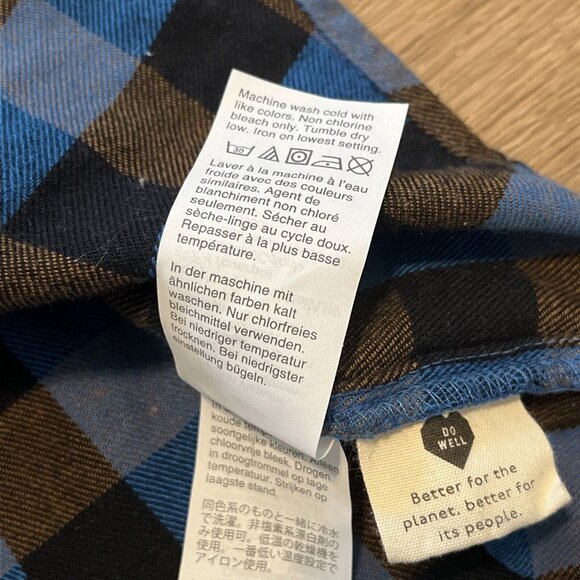 Machine wash cold with
like colors. Non chlorine
bleach only. Tumble dry
low. Iron on lowest setting.
30
Laver à la machine à l'eau
froide avec des couleurs
similaires. Agent de
blanchiment non chloré
seulement. Sécher au
sèche-linge au cycle doux.
Repasser à la plus basse
température.
In der maschine mit
ähnlichen farben kalt
waschen. Nur chlorfreies
bleichmittel verwenden.
Bei niedriger temperatur
trocknen. Bei niedrigster
einstellung bügeln.
koude temp
soortgelijke kleuren. Alleen
chloorvrije bleek. Drogen
in droogtrommel op lage
temperatuur. Strijken op
laagste stand.
同色系のものと一緒に冷水
で洗濯。非塩素系漂白剤の
み使用可。低温の乾燥機を
使用。一番低い温度設定で
アイロン使用。
DO
WELL
Better for the
planet, better for
its people.